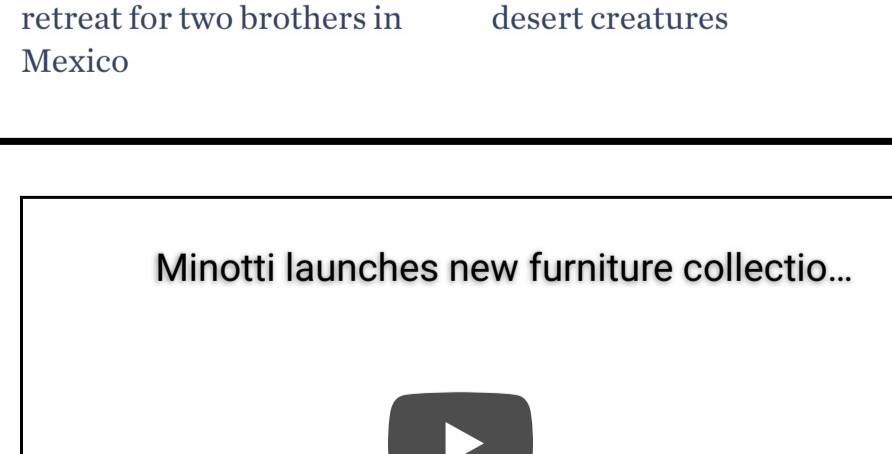 retreat for two brothers in
Mexico
desert creatures
Minotti launches new furniture collectio...